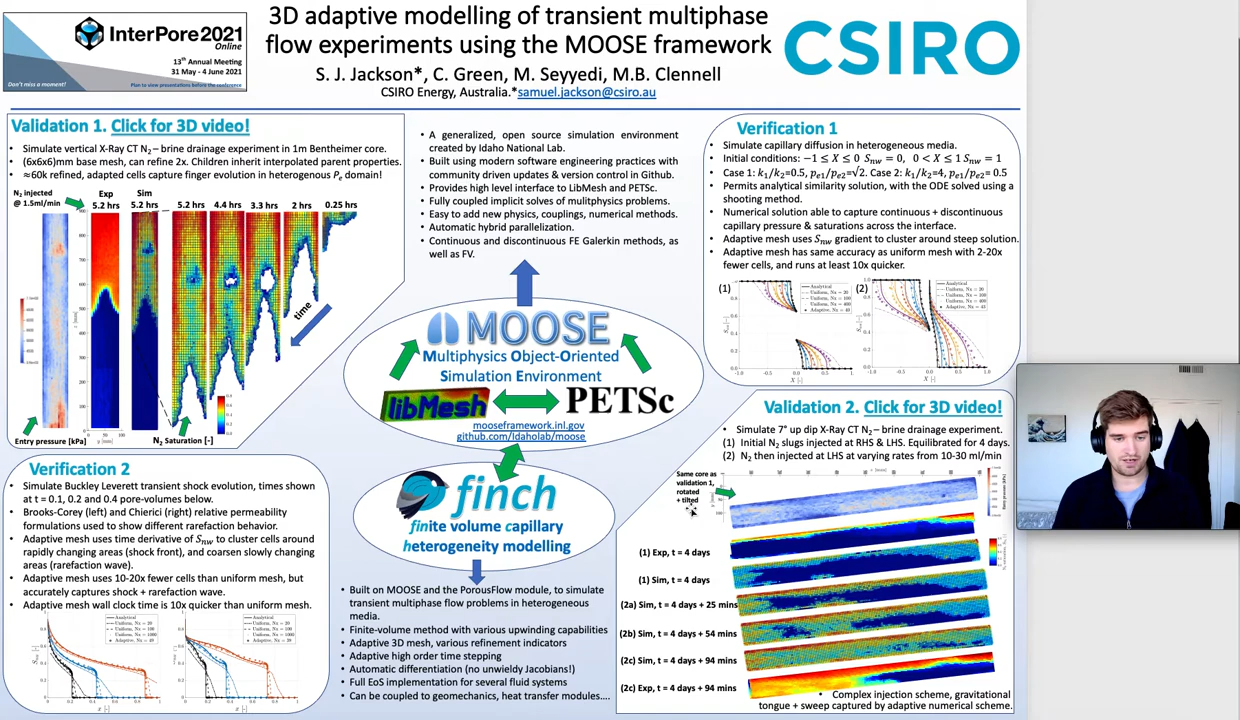 InterPore2021
Online
13th Annual Meeting
31 May - 4 June 2021
Don't miss a moment!
Plan to view presentations before the conference
3D adaptive modelling of transient multiphase
flow experiments using the MOOSE framework
S. J. Jackson*, C. Green, M. Seyyedi, M.B. Clennell
CSIRO Energy, Australia.*samuel.jackson@csiro.au
CSIRO
Validation 1. Click for 3D video!
• Simulate vertical X-Ray CT N₂ – brine drainage experiment in 1m Bentheimer core.
• (6x6x6)mm base mesh, can refine 2x. Children inherit interpolated parent properties.
• ≈60k refined, adapted cells capture finger evolution in heterogenous Pₑ domain!
N₂ injected
@ 1.5ml/min
Exp
5.2 hrs
Sim
5.2 hrs
5.2 hrs
4.4 hrs
3.3 hrs
2 hrs
0.25 hrs
time
Entry pressure [kPa]
N₂ Saturation [-]
• A generalized, open source simulation environment
created by Idaho National Lab.
• Built using modern software engineering practices with
community driven updates & version control in Github.
• Provides high level interface to LibMesh and PETSc.
• Fully coupled implicit solves of mulitphysics problems.
• Easy to add new physics, couplings, numerical methods.
• Automatic hybrid parallelization.
• Continuous and discontinuous FE Galerkin methods, as
well as FV.
MOOSE
Multiphysics Object-Oriented
Simulation Environment
libMesh
PETSc
mooseframework.inl.gov
github.com/Idaholab/moose
finch
finite volume capillary
heterogeneity modelling
• Built on MOOSE and the PorousFlow module, to simulate
transient multiphase flow problems in heterogeneous
media.
• Finite-volume method with various upwinding capabilities
• Adaptive 3D mesh, various refinement indicators
• Adaptive high order time stepping
• Automatic differentiation (no unwieldy Jacobians!)
• Full EoS implementation for several fluid systems
• Can be coupled to geomechanics, heat transfer modules....
Verification 1
• Simulate capillary diffusion in heterogeneous media.
• Initial conditions: −1 ≤ X ≤ 0 Snw = 0, 0 < X ≤ 1 Snw = 1
• Case 1: k₁/k₂=0.5, pe1/pe2=√2. Case 2: k₁/k₂=4, pe1/pe2= 0.5
• Permits analytical similarity solution, with the ODE solved using a
shooting method.
• Numerical solution able to capture continuous + discontinuous
capillary pressure & saturations across the interface.
• Adaptive mesh uses Snw gradient to cluster around steep solution.
• Adaptive mesh has same accuracy as uniform mesh with 2-20x
fewer cells, and runs at least 10x quicker.
(1)
Analytical
Uniform, Nx = 20
Uniform, Nx = 100
Uniform, Nx = 400
Adaptive, Nx = 40
(2)
Analytical
Uniform, Nx = 20
Uniform, Nx = 100
Uniform, Nx = 400
Adaptive, Nx = 40
Verification 2
• Simulate Buckley Leverett transient shock evolution, times shown
at t = 0.1, 0.2 and 0.4 pore-volumes below.
• Brooks-Corey (left) and Chierici (right) relative permeability
formulations used to show different rarefaction behavior.
• Adaptive mesh uses time derivative of Snw to cluster cells around
rapidly changing areas (shock front), and coarsen slowly changing
areas (rarefaction wave).
• Adaptive mesh uses 10-20x fewer cells than uniform mesh, but
accurately captures shock + rarefaction wave.
• Adaptive mesh wall clock time is 10x quicker than uniform mesh.
Validation 2. Click for 3D video!
• Simulate 7° up dip X-Ray CT N₂ – brine drainage experiment.
(1) Initial N₂ slugs injected at RHS & LHS. Equilibrated for 4 days.
(2) N₂ then injected at LHS at varying rates from 10-30 ml/min
Same core as
validation 1,
rotated
+ tilted
(1) Exp, t = 4 days
(1) Sim, t = 4 days
(2a) Sim, t = 4 days + 25 mins
(2b) Sim, t = 4 days + 54 mins
(2c) Sim, t = 4 days + 94 mins
(2c) Exp, t = 4 days + 94 mins
• Complex injection scheme, gravitational
tongue + sweep captured by adaptive numerical scheme.